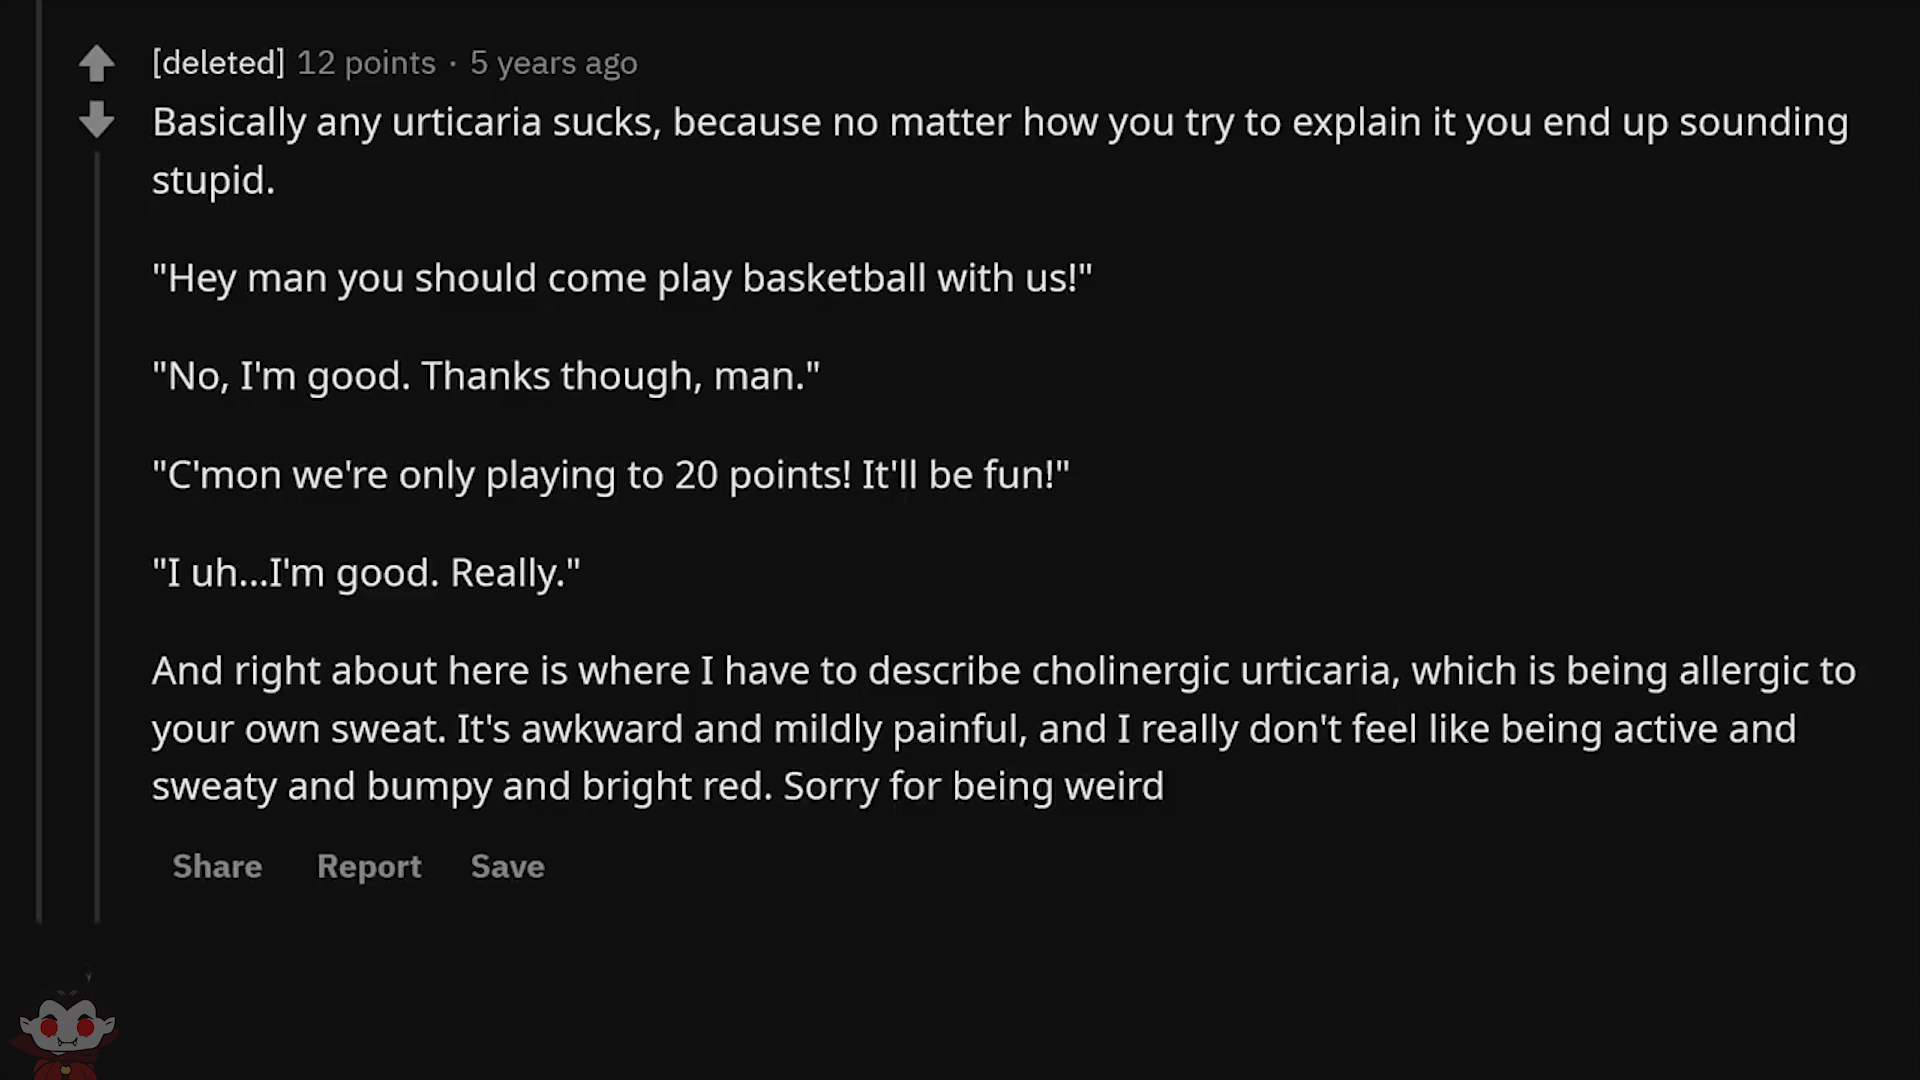 [deleted] 12 points · 5 years ago
Basically any urticaria sucks, because no matter how you try to explain it you end up sounding
stupid.
"Hey man you should come play basketball with us!"
"No, I'm good. Thanks though, man."
"C'mon we're only playing to 20 points! It'll be fun!"
"I uh...I'm good. Really."
And right about here is where I have to describe cholinergic urticaria, which is being allergic to
your own sweat. It's awkward and mildly painful, and I really don't feel like being active and
sweaty and bumpy and bright red. Sorry for being weird
Share Report Save